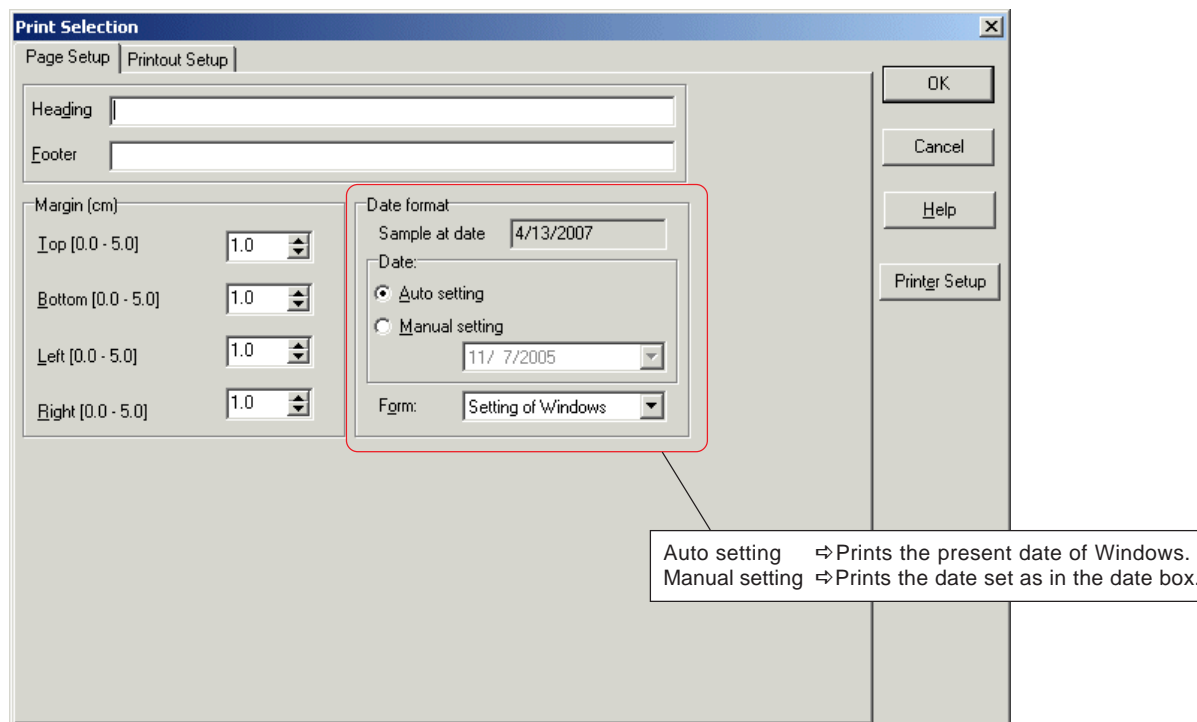 Print Selection
Page Setup
Printout Setup
Heading
Footer
Margin (cm)
Top [0.0 - 5.0]
1.0
Bottom [0.0 - 5.0]
1.0
Left [0.0 - 5.0]
1.0
Right [0.0 - 5.0]
1.0
Date format
Sample at date
4/13/2007
Date:
Auto setting
Manual setting
11/ 7/2005
Form:
Setting of Windows
OK
Cancel
Help
Printer Setup
Auto setting ⇨Prints the present date of Windows.
Manual setting ⇨Prints the date set as in the date box.